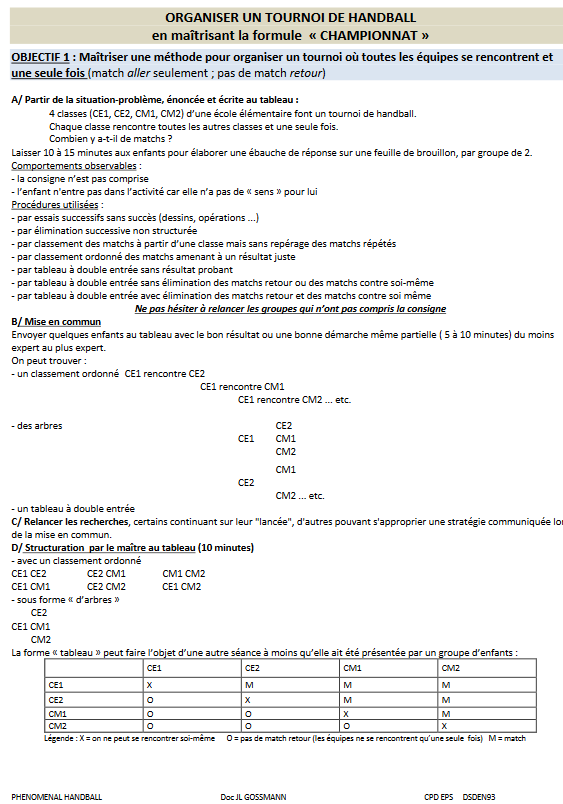 ORGANISER UN TOURNOI DE HANDBALL
en maîtrisant la formule « CHAMPIONNAT »
OBJECTIF 1 : Maîtriser une méthode pour organiser un tournoi où toutes les équipes se rencontrent et
une seule fois (match aller seulement ; pas de match retour)
A/ Partir de la situation-problème, énoncée et écrite au tableau :
4 classes (CE1, CE2, CM1, CM2) d’une école élémentaire font un tournoi de handball.
Chaque classe rencontre toutes les autres classes et une seule fois.
Combien y a-t-il de matchs ?
Laisser 10 à 15 minutes aux enfants pour élaborer une ébauche de réponse sur une feuille de brouillon, par groupe de 2.
Comportements observables :
- la consigne n’est pas comprise
- l’enfant n'entre pas dans l’activité car elle n’a pas de « sens » pour lui
Procédures utilisées :
- par essais successifs sans succès (dessins, opérations ...)
- par élimination successive non structurée
- par classement des matchs à partir d’une classe mais sans repérage des matchs répétés
- par classement ordonné des matchs amenant à un résultat juste
- par tableau à double entrée sans résultat probant
- par tableau à double entrée sans élimination des matchs retour ou des matchs contre soi-même
- par tableau à double entrée avec élimination des matchs retour et des matchs contre soi même
Ne pas hésiter à relancer les groupes qui n’ont pas compris la consigne
B/ Mise en commun
Envoyer quelques enfants au tableau avec le bon résultat ou une bonne démarche même partielle ( 5 à 10 minutes) du moins
expert au plus expert.
On peut trouver :
- un classement ordonné CE1 rencontre CE2
CE1 rencontre CM1
CE1 rencontre CM2 ... etc.
- des arbres CE2
CE1 CM1
CM2
CM1
CE2
CM2 ... etc.
- un tableau à double entrée
C/ Relancer les recherches, certains continuant sur leur "lancée", d'autres pouvant s'approprier une stratégie communiquée lo
de la mise en commun.
D/ Structuration par le maître au tableau (10 minutes)
- avec un classement ordonné
CE1 CE2 CE2 CM1 CM1 CM2
CE1 CM1 CE2 CM2 CE1 CM2
- sous forme « d’arbres »
CE2
CE1 CM1
CM2
La forme « tableau » peut faire l’objet d’une autre séance à moins qu’elle ait été présentée par un groupe d’enfants :
CE1 CE2 CM1 CM2
CE1 X M M M
CE2 O X M M
CM1 O O X M
CM2 O O O X
Légende : X = on ne peut se rencontrer soi-même O = pas de match retour (les équipes ne se rencontrent qu’une seule fois) M = match
PHENOMENAL HANDBALL Doc JL GOSSMANN CPD EPS DSDEN93